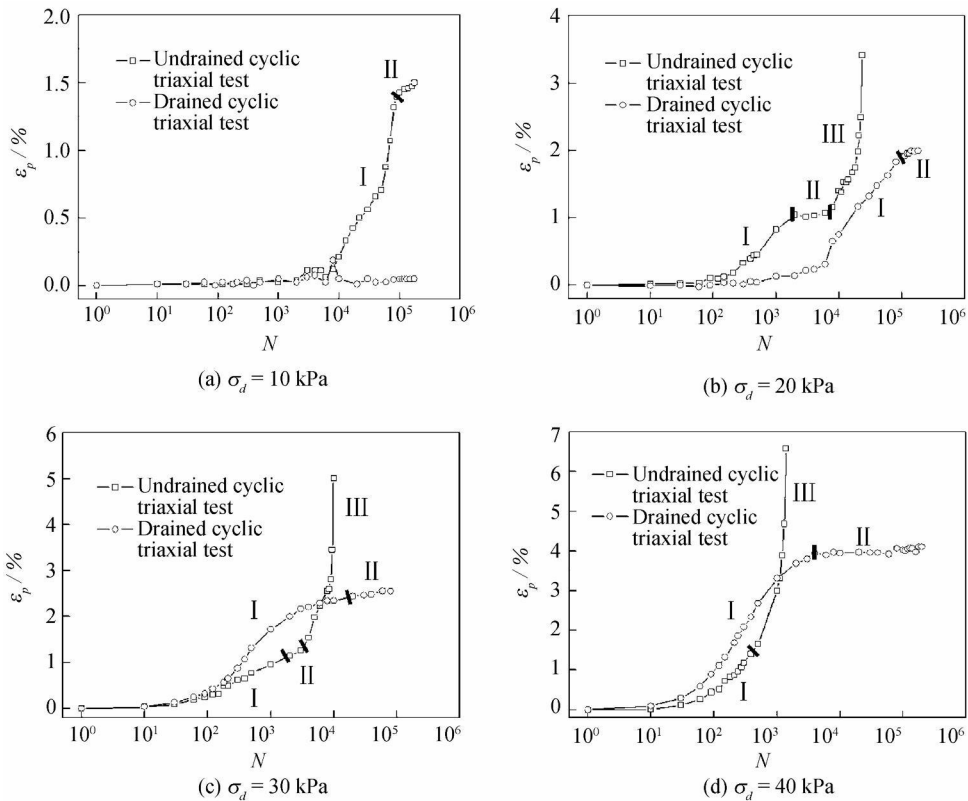 2.0
1.5
1.0
0.5
0.0
εp / %
Undrained cyclic
triaxial test
Drained cyclic
triaxial test
I
II
10^0 10^1 10^2 10^3 10^4 10^5 10^6
N
(a) σd = 10 kPa
4
3
2
1
0
εp / %
Undrained cyclic
triaxial test
Drained cyclic
triaxial test
III
II
I
II
I
10^0 10^1 10^2 10^3 10^4 10^5 10^6
N
(b) σd = 20 kPa
6
5
4
3
2
1
0
εp / %
Undrained cyclic
triaxial test
Drained cyclic
triaxial test
III
II
I
II
I
10^0 10^1 10^2 10^3 10^4 10^5 10^6
N
(c) σd = 30 kPa
7
6
5
4
3
2
1
0
εp / %
Undrained cyclic
triaxial test
Drained cyclic
triaxial test
III
II
I
I
10^0 10^1 10^2 10^3 10^4 10^5 10^6
N
(d) σd = 40 kPa